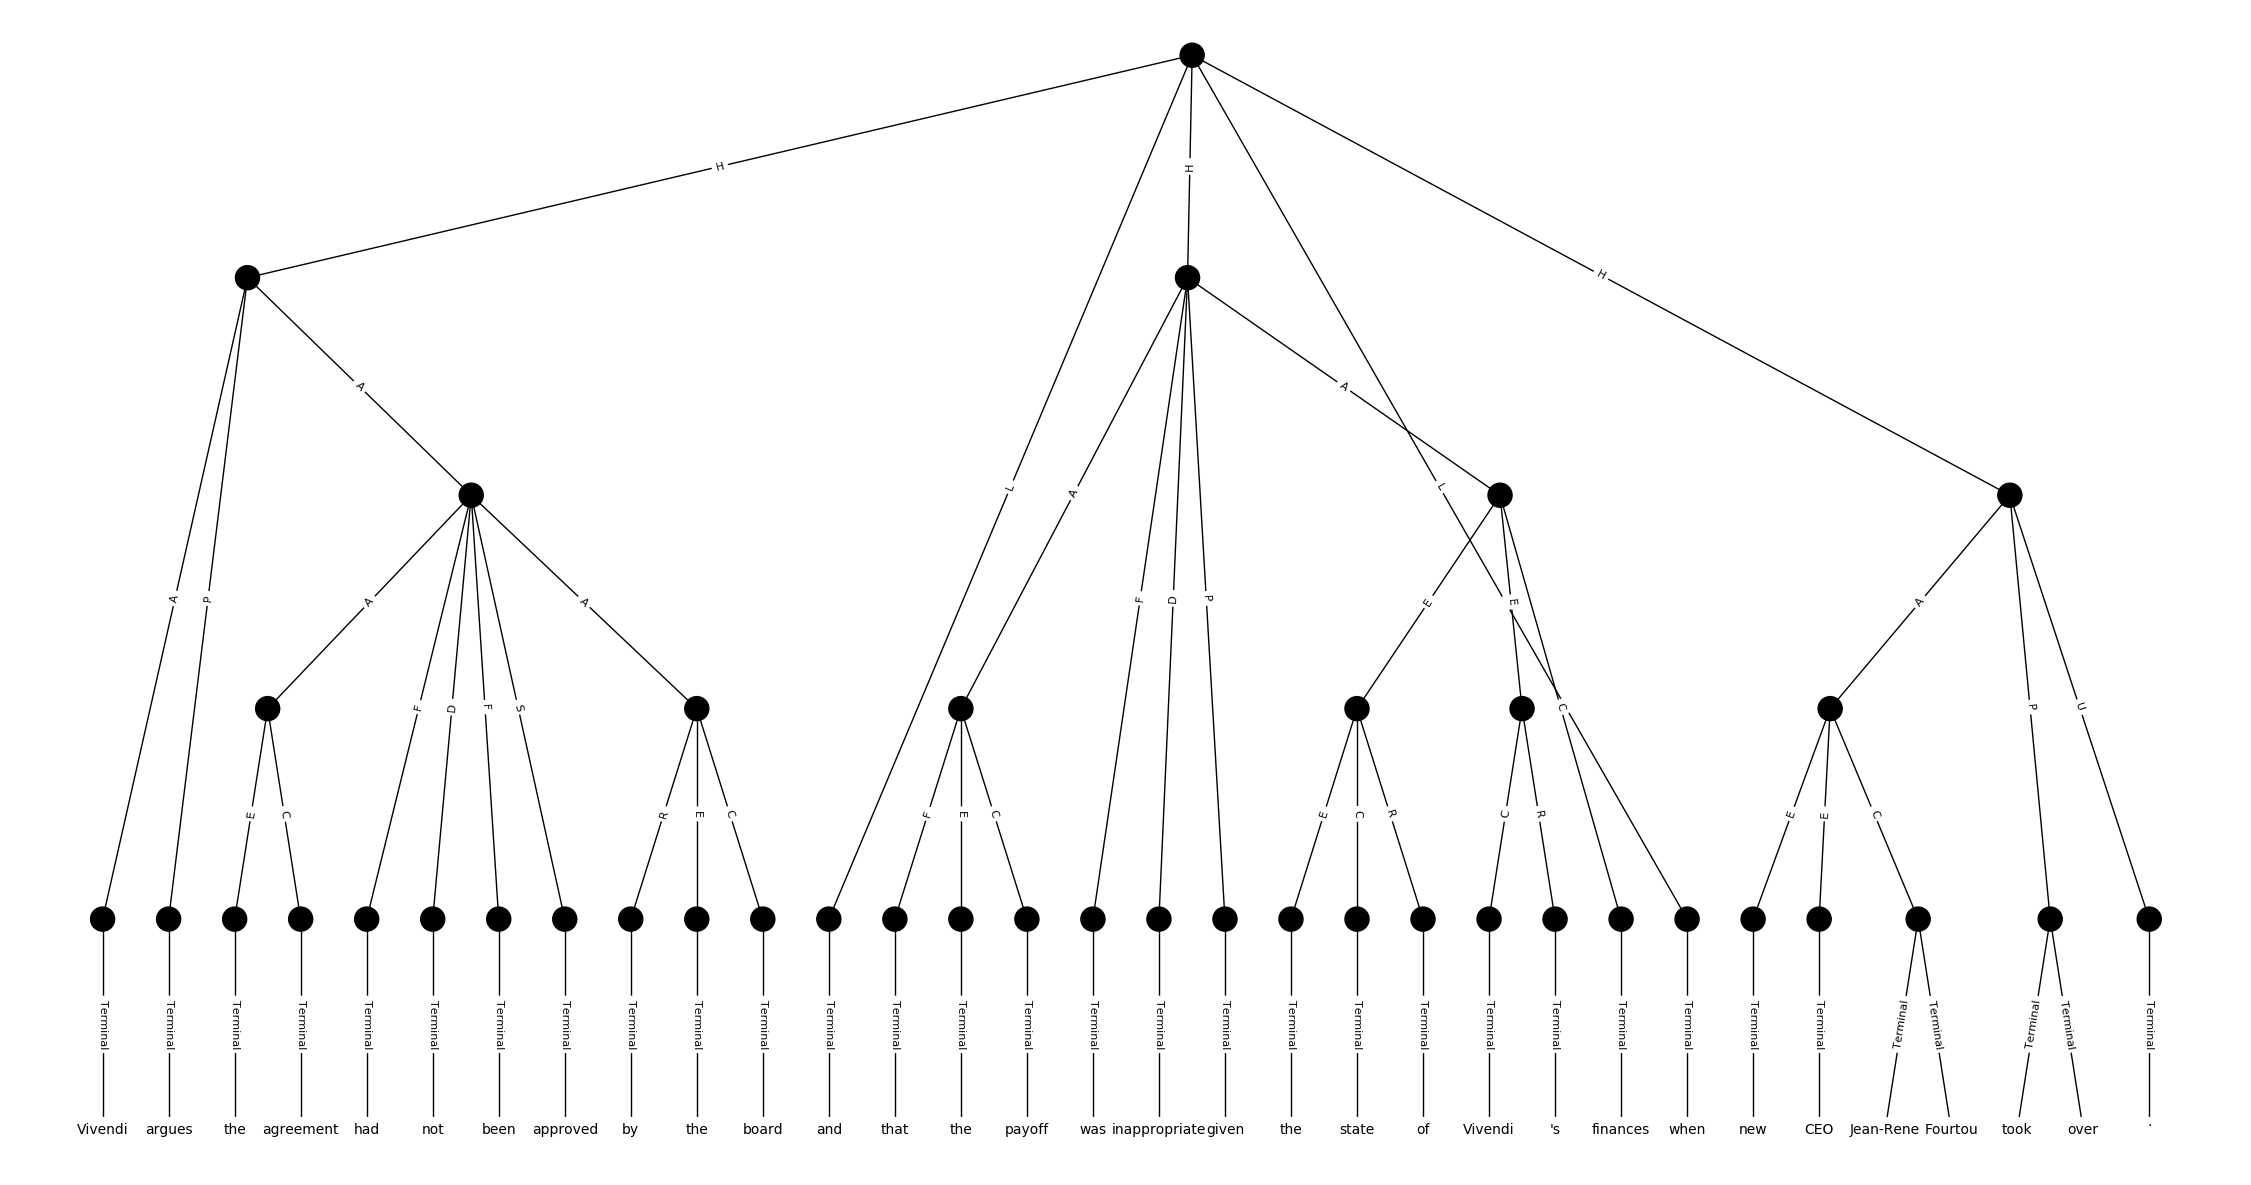 H H
H
A A
L A L
A P F D P E E
A A A
F D F S C P U
E C R E C F E C E C R C R E E C
Terminal Terminal Terminal Terminal Terminal Terminal Terminal Terminal Terminal Terminal Terminal Terminal Terminal Terminal Terminal Terminal Terminal Terminal Terminal Terminal Terminal Terminal Terminal Terminal Terminal Terminal Terminal Terminal Terminal Terminal Terminal Terminal
Vivendi argues the agreement had not been approved by the board and that the payoff was inappropriate given the state of Vivendi 's finances when new CEO Jean-Rene Fourtou took over .